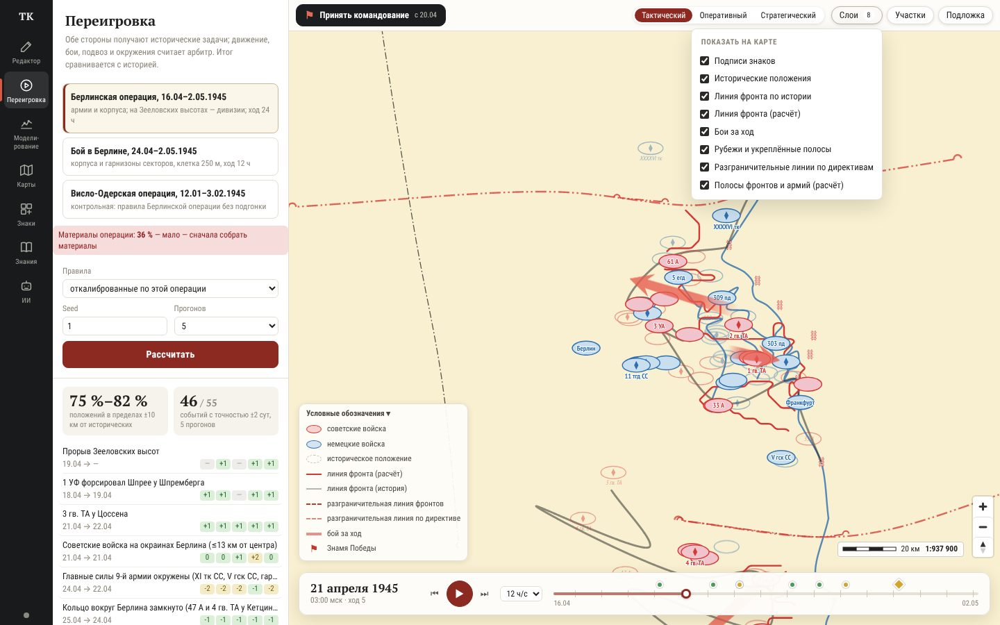 ТК
Редактор
Переигровка
Модели-
рование
Карты
Знаки
Знания
ИИ
Переигровка
Обе стороны получают исторические задачи; движение,
бои, подвоз и окружения считает арбитр. Итог
сравнивается с историей.
Берлинская операция, 16.04–2.05.1945
армии и корпуса; на Зееловских высотах — дивизии; ход 24
ч
Бой в Берлине, 24.04–2.05.1945
корпуса и гарнизоны секторов, клетка 250 м, ход 12 ч
Висло-Одерская операция, 12.01–3.02.1945
контрольная: правила Берлинской операции без подгонки
Материалы операции: 36 % — мало — сначала собрать
материалы
Правила
откалиброванные по этой операции
Seed Прогонов
1 5
Рассчитать
75 %–82 %
положений в пределах ±10
км от исторических
46 / 55
событий с точностью ±2 сут,
5 прогонов
Прорыв Зееловских высот
19.04 → — — +1 — +1 +1
1 УФ форсировал Шпрее у Шпремберга
18.04 → 19.04 +1 +1 — +1 +1
3 гв. ТА у Цоссена
21.04 → 22.04 +1 +1 +1 +1 +1
Советские войска на окраинах Берлина (≤13 км от центра)
21.04 → 21.04 0 0 +1 +2 0
Главные силы 9-й армии окружены (XI тк СС, V гск СС, гар...
24.04 → 22.04 -2 -2 -2 -1 -2
Кольцо вокруг Берлина замкнуто (47 А и 4 гв. ТА у Кетцин...
25.04 → 24.04 -1 -1 -1 -1 -1
Принять командование с 20.04
Тактический Оперативный Стратегический
Слои 8
Участки
Подложка
ПОКАЗАТЬ НА КАРТЕ
Подписи знаков
Исторические положения
Линия фронта по истории
Линия фронта (расчёт)
Бои за ход
Рубежи и укреплённые полосы
Разграничительные линии по директивам
Полосы фронтов и армий (расчёт)
XXXXVI тк
XXXXVI тк
61 А
5 егд
309 пд
3 УА
2 гв. ТА
303 пд
Берлин
11 тгд СС
1 гв. ТА
33 А
Франкфурт
V гск СС
3 гв. ТА
4 гв. ТА
Условные обозначения ▾
советские войска
немецкие войска
историческое положение
линия фронта (расчёт)
линия фронта (история)
разграничительная линия фронтов
разграничительная линия по директиве
бой за ход
Знамя Победы
20 км 1:937 900
21 апреля 1945
03:00 мск · ход 5
12 ч/с
16.04
02.05